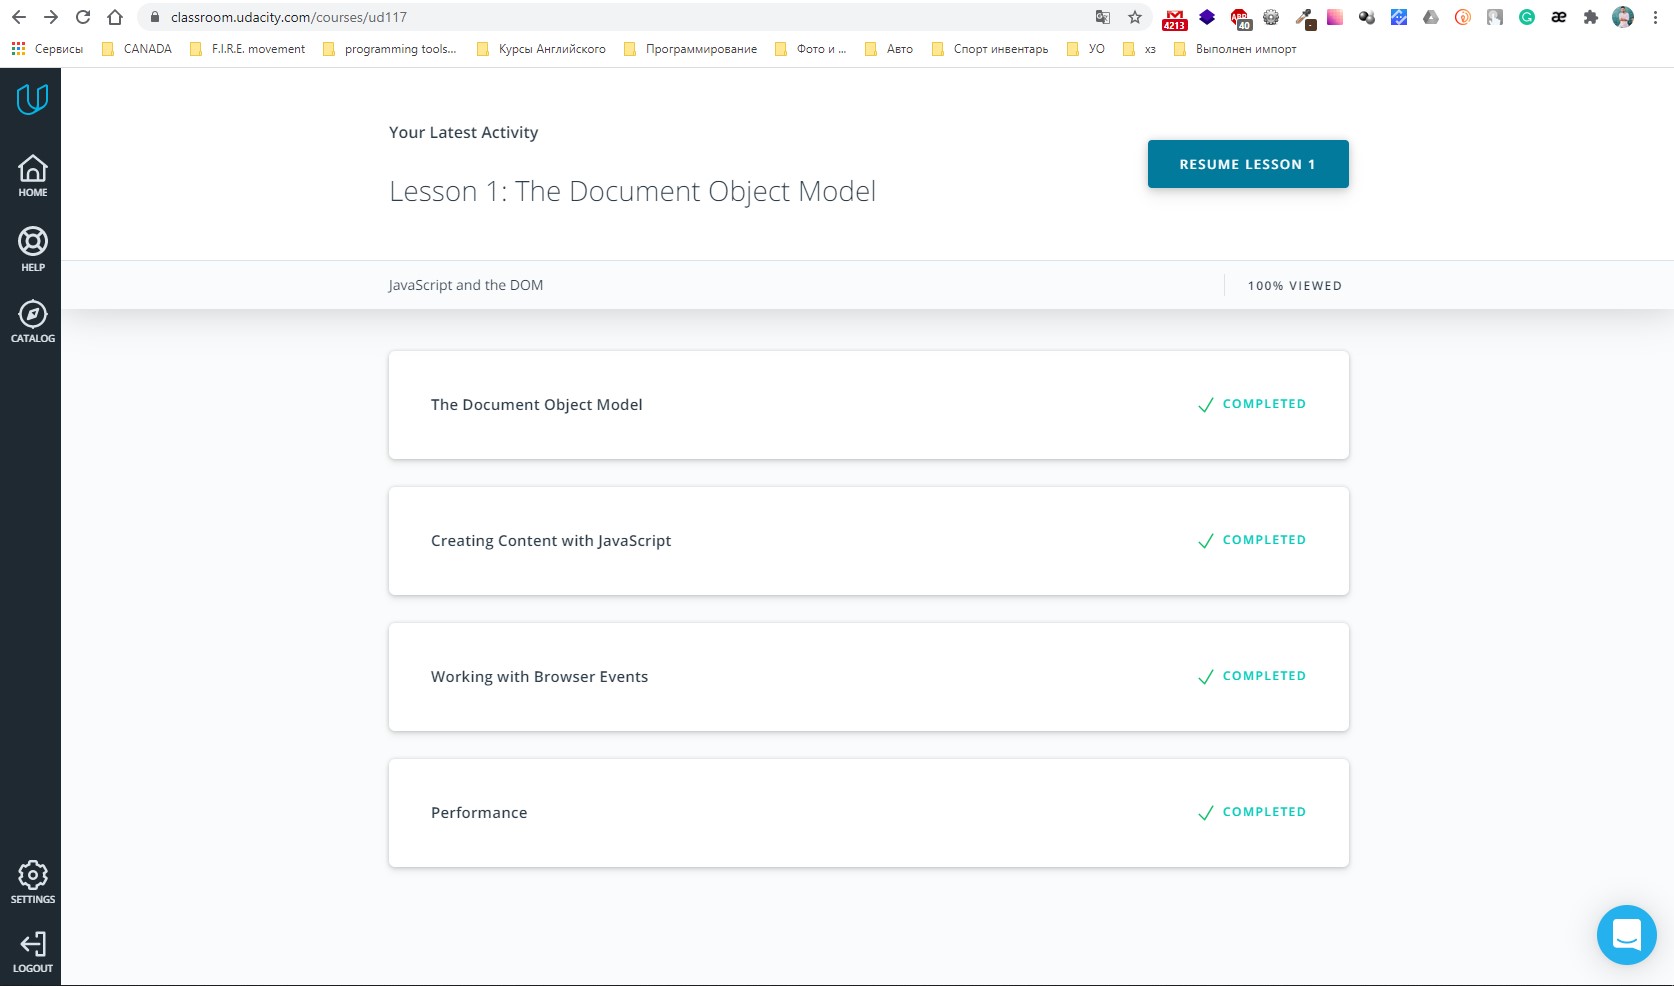 classroom.udacity.com/courses/ud117
4213
40
Сервисы CANADA F.I.R.E. movement programming tools... Курсы Английского Программирование Фото и ... Авто Спорт инвентарь УО хз Выполнен импорт
HOME
HELP
CATALOG
SETTINGS
LOGOUT
Your Latest Activity
Lesson 1: The Document Object Model
RESUME LESSON 1
JavaScript and the DOM
100% VIEWED
The Document Object Model
COMPLETED
Creating Content with JavaScript
COMPLETED
Working with Browser Events
COMPLETED
Performance
COMPLETED